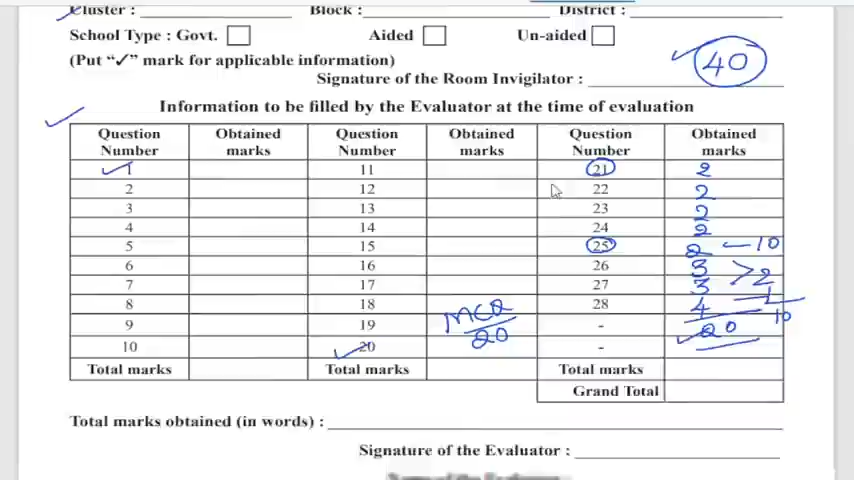 Cluster : Block : District :
School Type : Govt. Aided Un-aided
(Put “✓” mark for applicable information) 40
Signature of the Room Invigilator :
Information to be filled by the Evaluator at the time of evaluation
Question Number Obtained marks Question Number Obtained marks Question Number Obtained marks
1 11 21 2
2 12 22 2
3 13 23 2
4 14 24 2
5 15 25 2 – 10
6 16 26 3 > 2
7 17 27 3 1
8 18 MCQ 28 4 10
9 19 20 - 20
10 20 -
Total marks Total marks Total marks
Grand Total
Total marks obtained (in words) :
Signature of the Evaluator :